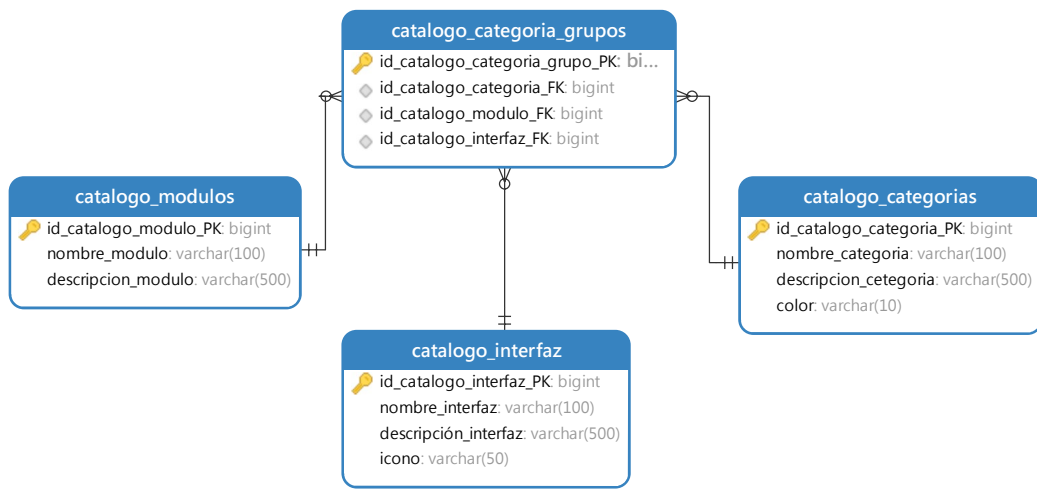 catalogo_categoria_grupos
id_catalogo_categoria_grupo_PK: bi...
id_catalogo_categoria_FK: bigint
id_catalogo_modulo_FK: bigint
id_catalogo_interfaz_FK: bigint
catalogo_modulos
id_catalogo_modulo_PK: bigint
nombre_modulo: varchar(100)
descripcion_modulo: varchar(500)
catalogo_categorias
id_catalogo_categoria_PK: bigint
nombre_categoria: varchar(100)
descripcion_cetegoria: varchar(500)
color: varchar(10)
catalogo_interfaz
id_catalogo_interfaz_PK: bigint
nombre_interfaz: varchar(100)
descripción_interfaz: varchar(500)
icono: varchar(50)